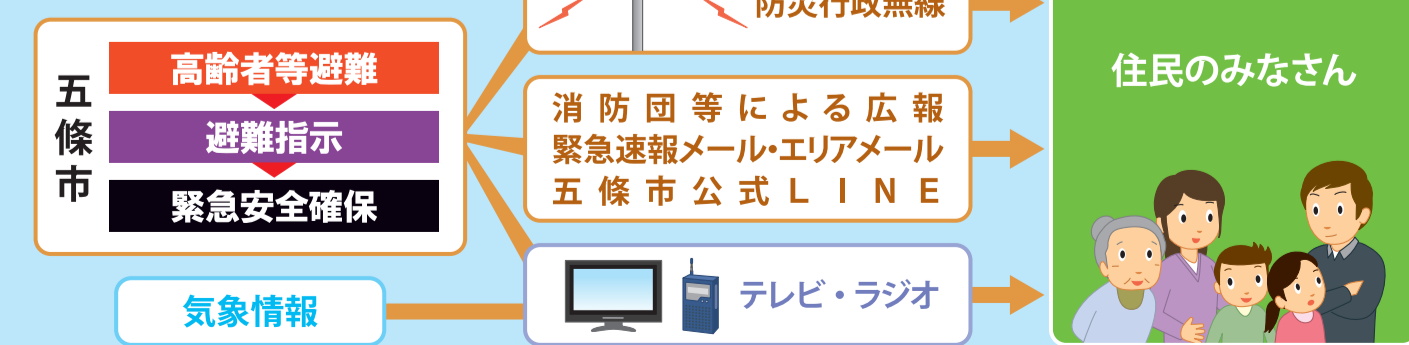 防災行政無線
五條市
高齢者等避難
避難指示
緊急安全確保
消防団等による広報
緊急速報メール・エリアメール
五條市公式LINE
住民のみなさん
気象情報
テレビ・ラジオ